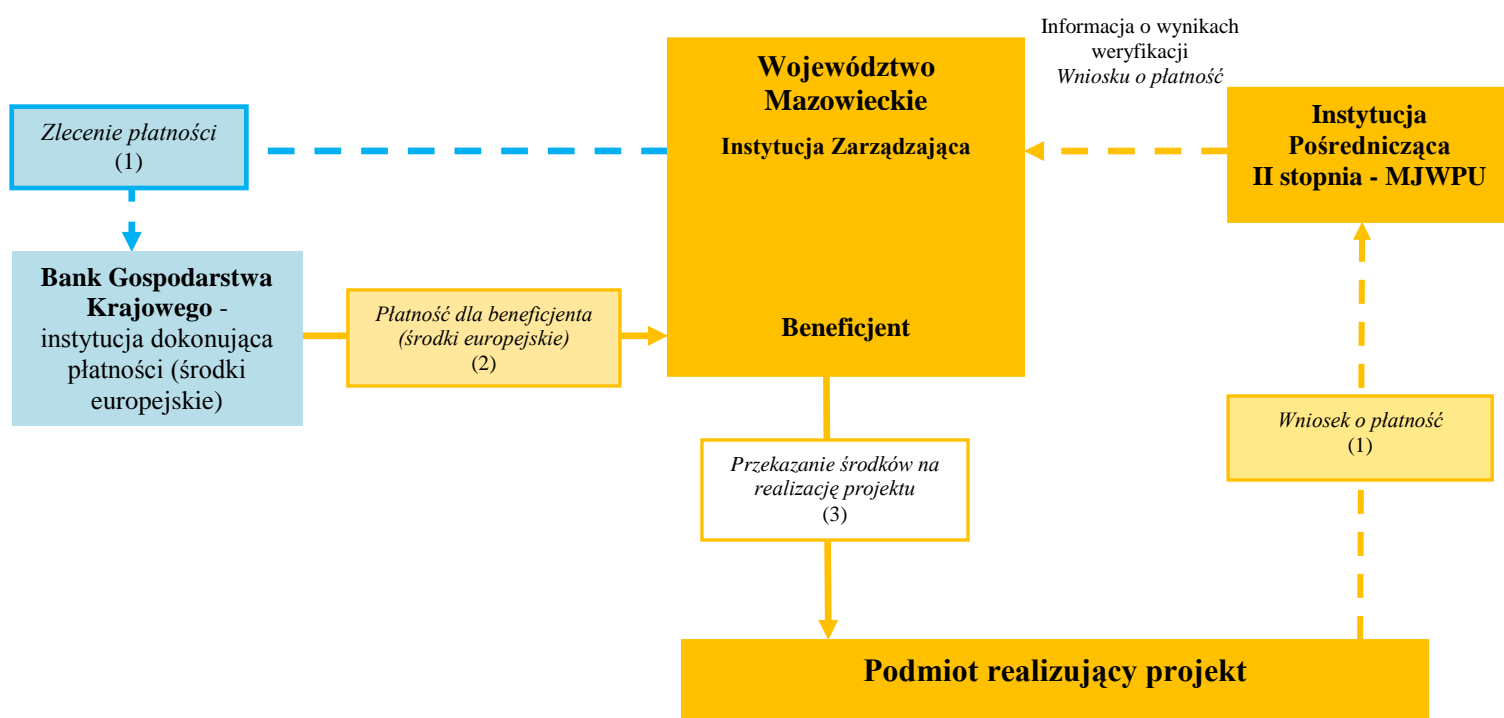 Informacja o wynikach
weryfikacji
Wniosku o płatność
Województwo
Mazowieckie
Instytucja Zarządzająca
Beneficjent
Instytucja
Pośrednicząca
II stopnia - MJWPU
Zlecenie płatności
(1)
Bank Gospodarstwa
Krajowego -
instytucja dokonująca
płatności (środki
europejskie)
Płatność dla beneficjenta
(środki europejskie)
(2)
Wniosek o płatność
(1)
Przekazanie środków na
realizację projektu
(3)
Podmiot realizujący projekt